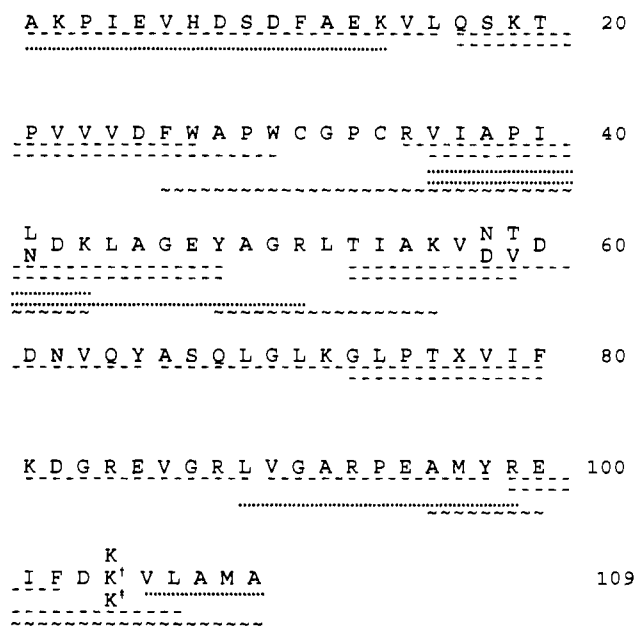 A K P I E V H D S D F A E K V L Q S K T 20
P V V V D F W A P W C G P C R V I A P I 40
L N T
D K L A G E Y A G R L T I A K V D 60
N D V
D N V Q Y A S Q L G L K G L P T X V I F 80
K D G R E V G R L V G A R P E A M Y R E 100
K
I F D K† V L A M A 109
K‡